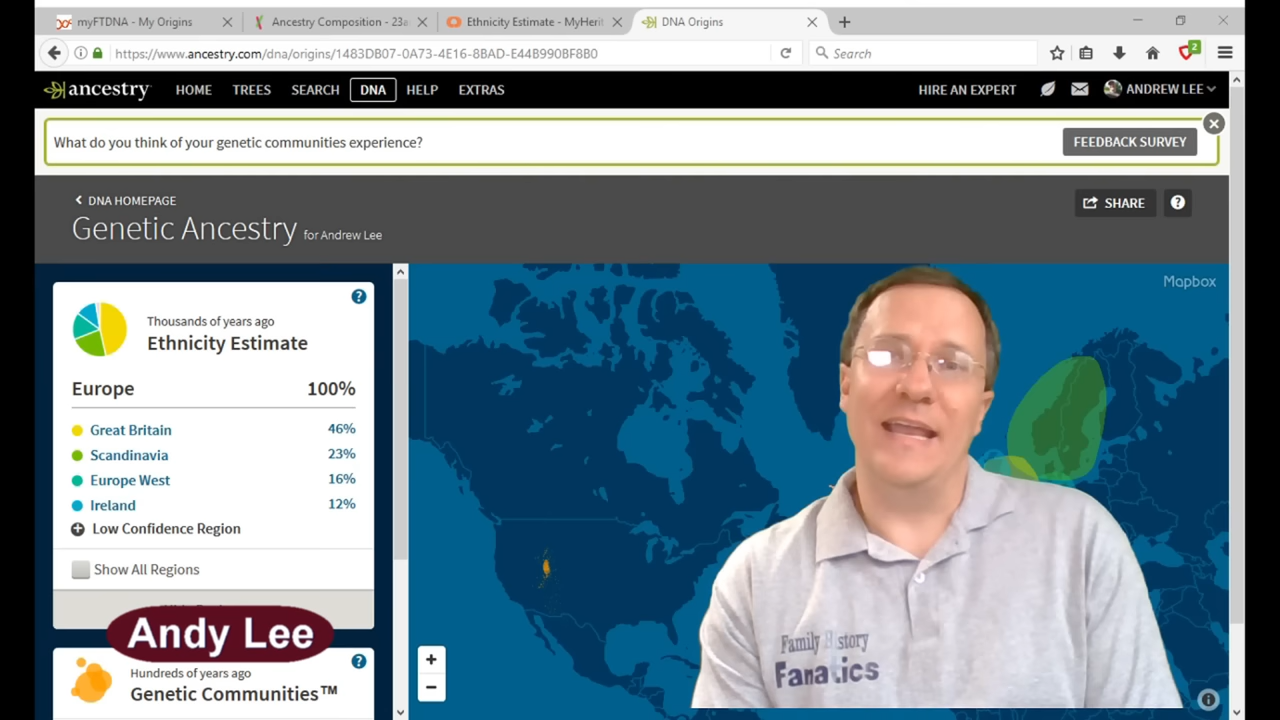 myFTDNA - My Origins
Ancestry Composition - 23a
Ethnicity Estimate - MyHerit
DNA Origins
https://www.ancestry.com/dna/origins/1483DB07-0A73-4E16-8BAD-E44B990BF8B0
Search
2
ancestry HOME TREES SEARCH DNA HELP EXTRAS HIRE AN EXPERT ANDREW LEE
What do you think of your genetic communities experience? FEEDBACK SURVEY
DNA HOMEPAGE
SHARE ?
Genetic Ancestry for Andrew Lee
Mapbox
?
Thousands of years ago
Ethnicity Estimate
Europe 100%
Great Britain 46%
Scandinavia 23%
Europe West 16%
Ireland 12%
Low Confidence Region
Show All Regions
Andy Lee
Hundreds of years ago ?
Genetic Communities™
+
−
Family History
Fanatics
i